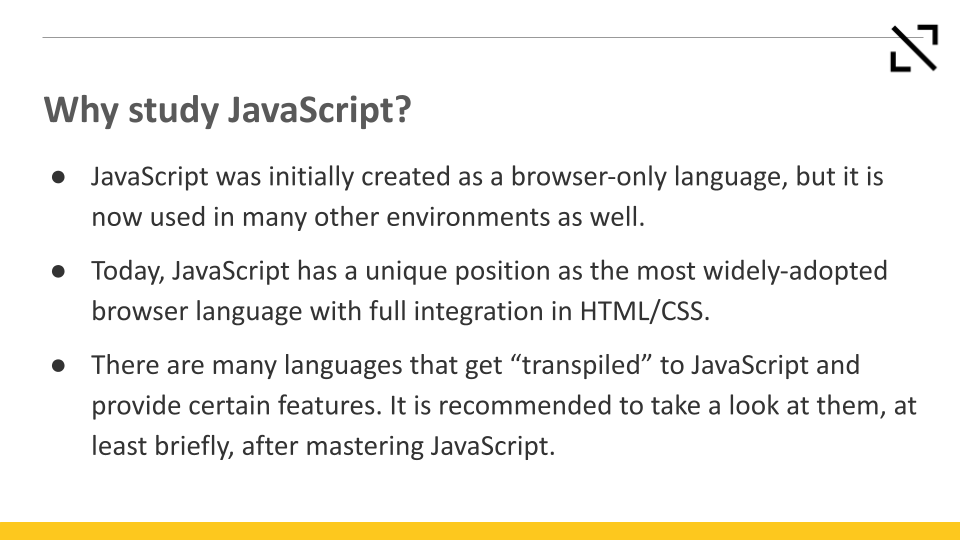 Why study JavaScript?
● JavaScript was initially created as a browser-only language, but it is
now used in many other environments as well.
● Today, JavaScript has a unique position as the most widely-adopted
browser language with full integration in HTML/CSS.
● There are many languages that get “transpiled” to JavaScript and
provide certain features. It is recommended to take a look at them, at
least briefly, after mastering JavaScript.